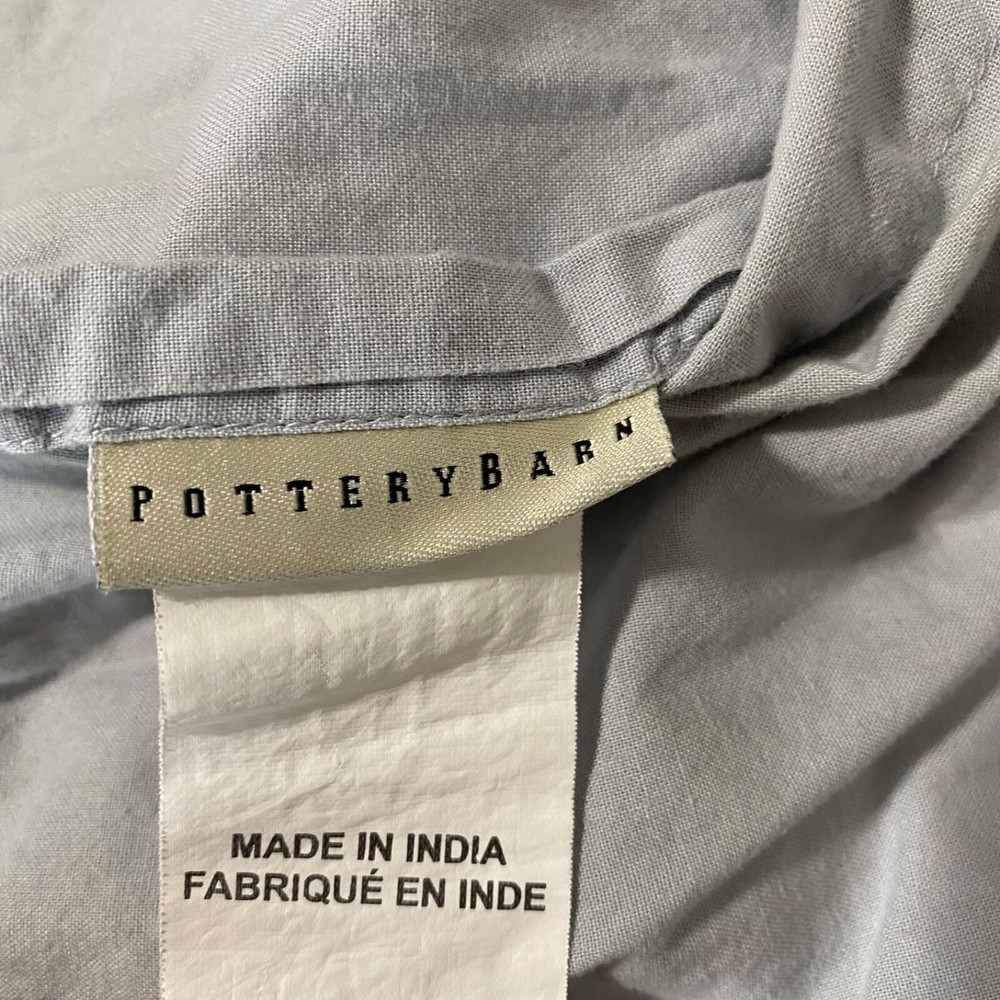 POTTERYBARN
MADE IN INDIA
FABRIQUÉ EN INDE